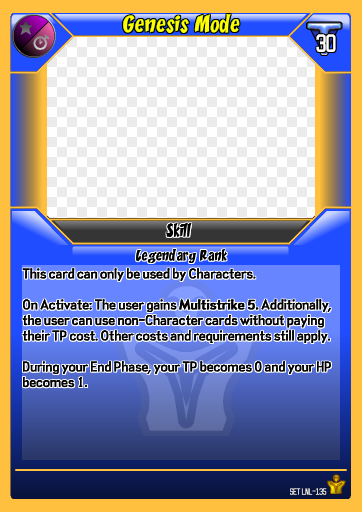 Genesis Mode
30
Skill
Legendary Rank
This card can only be used by Characters.
On Activate: The user gains Multistrike 5. Additionally,
the user can use non-Character cards without paying
their TP cost. Other costs and requirements still apply.
During your End Phase, your TP becomes 0 and your HP
becomes 1.
SET LNL-135